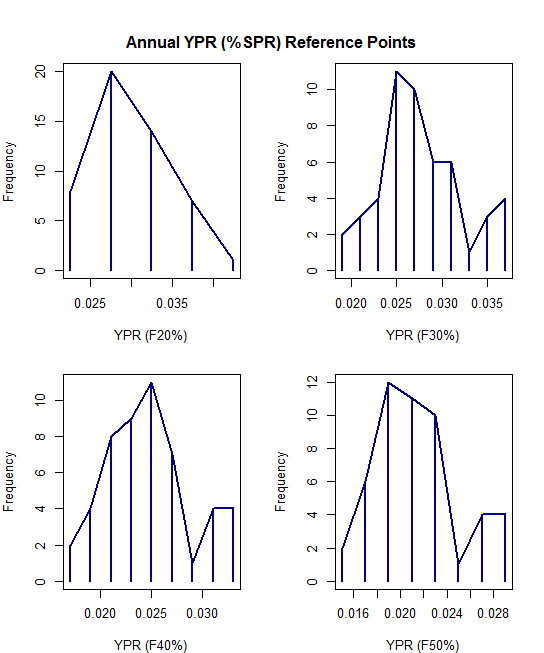 Annual YPR (%SPR) Reference Points
Frequency
0 5 10 15 20
0.025 0.035
YPR (F20%)
Frequency
0 2 4 6 8 10
0.020 0.025 0.030 0.035
YPR (F30%)
Frequency
0 2 4 6 8 10
0.020 0.025 0.030
YPR (F40%)
Frequency
0 2 4 6 8 10 12
0.016 0.020 0.024 0.028
YPR (F50%)